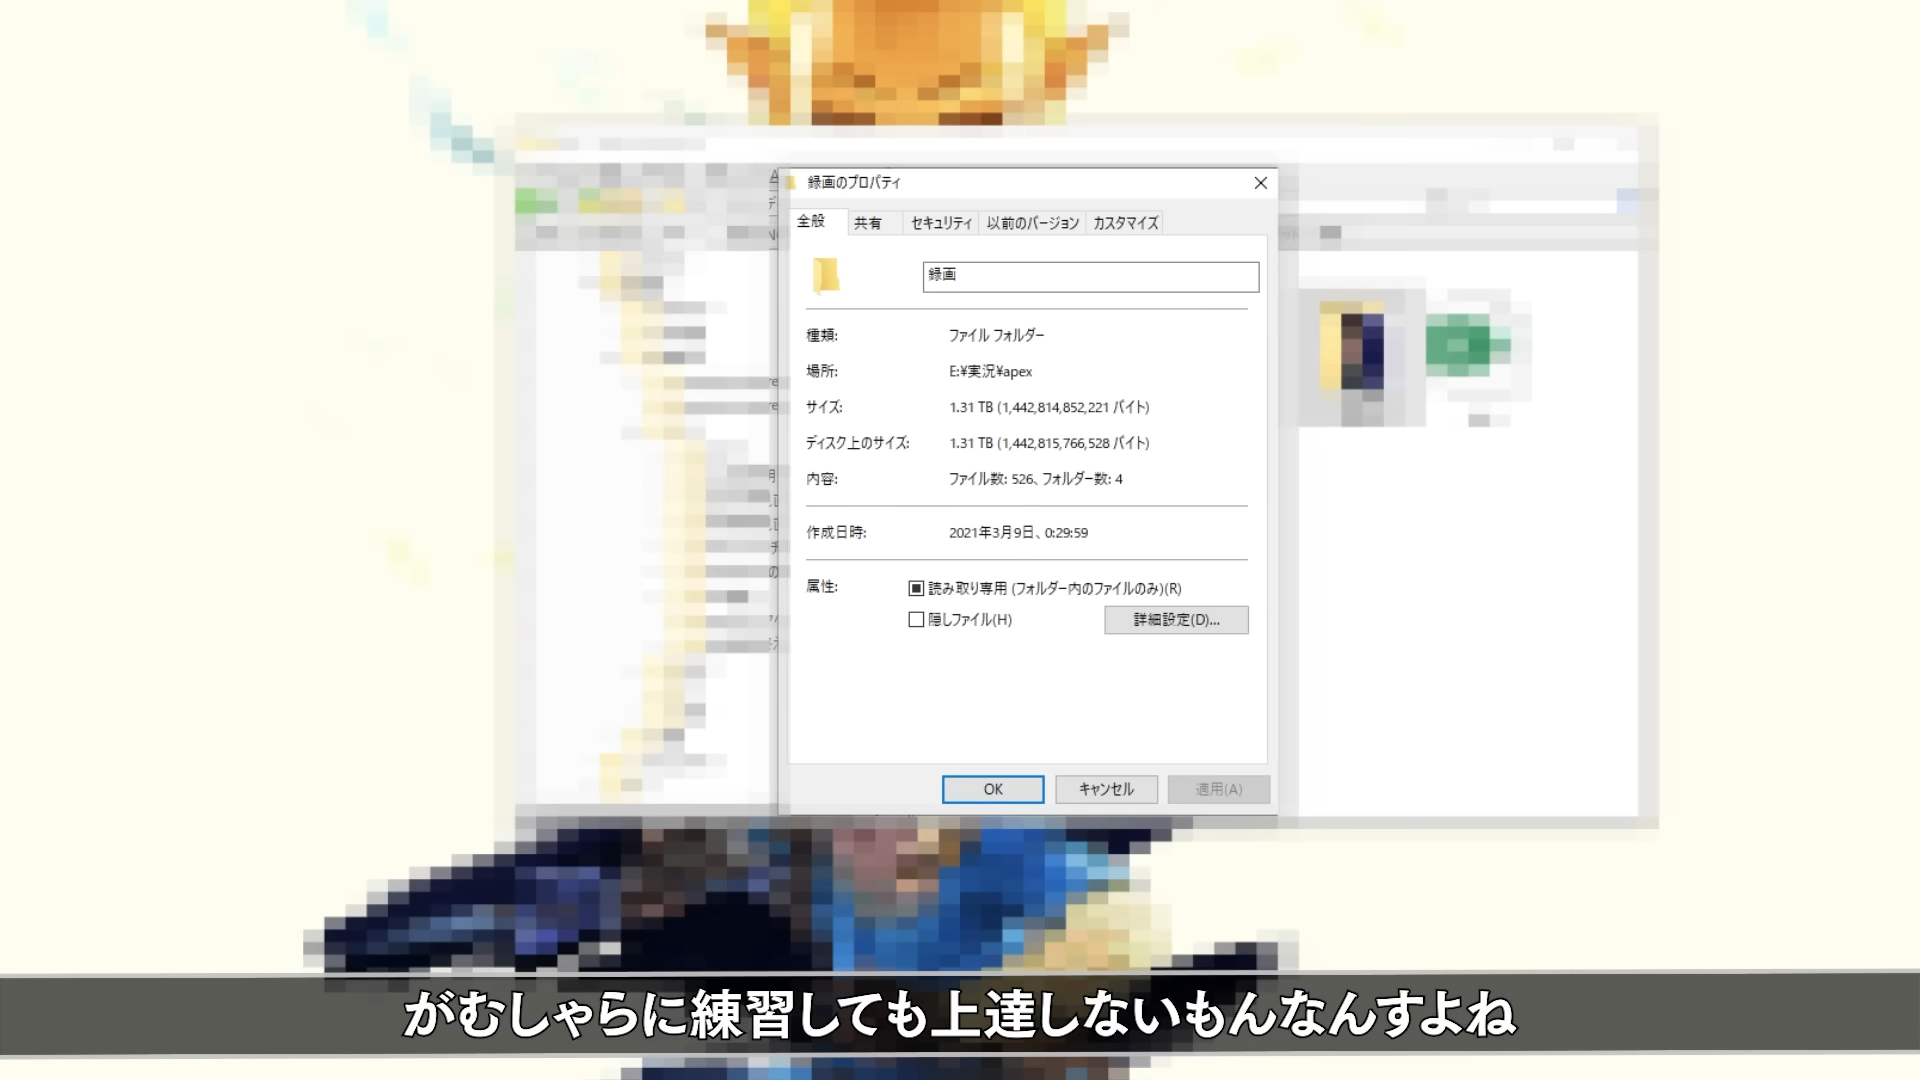 録画のプロパティ
全般 共有 セキュリティ 以前のバージョン カスタマイズ
録画
種類: ファイル フォルダー
場所: E:¥実況¥apex
サイズ: 1.31 TB (1,442,814,852,221 バイト)
ディスク上のサイズ: 1.31 TB (1,442,815,766,528 バイト)
内容: ファイル数: 526、フォルダー数: 4
作成日時: 2021年3月9日、0:29:59
属性: 読み取り専用 (フォルダー内のファイルのみ)(R)
隠しファイル(H) 詳細設定(D)...
OK キャンセル 適用(A)
がむしゃらに練習しても上達しないもんなんすよね